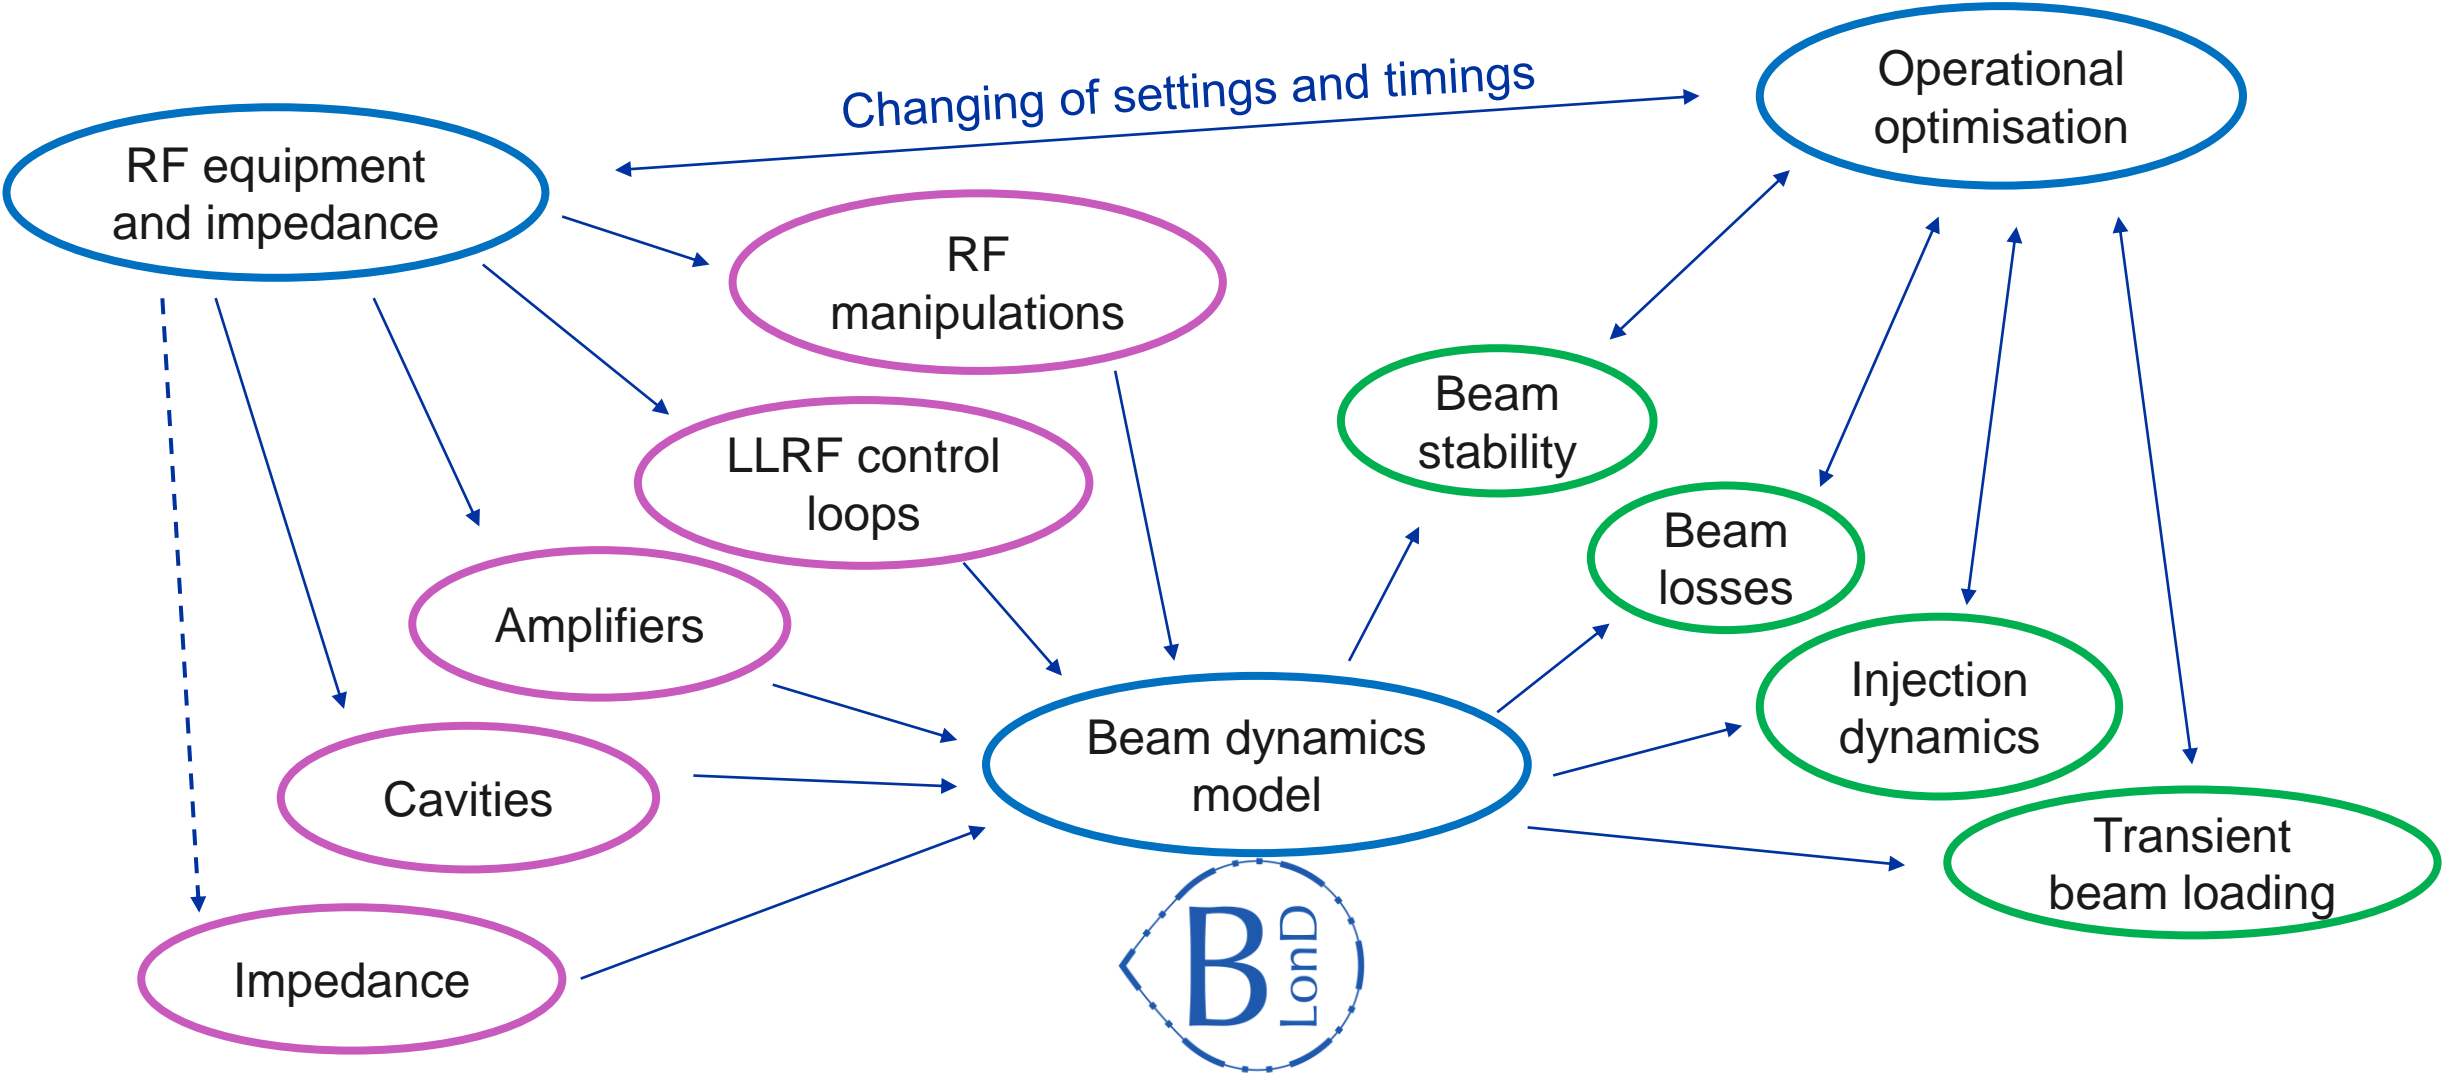 Changing of settings and timings
Operational
optimisation
RF equipment
and impedance
RF
manipulations
Beam
stability
LLRF control
loops
Beam
losses
Amplifiers
Injection
dynamics
Beam dynamics
model
Cavities
Transient
beam loading
Impedance
B
LonD